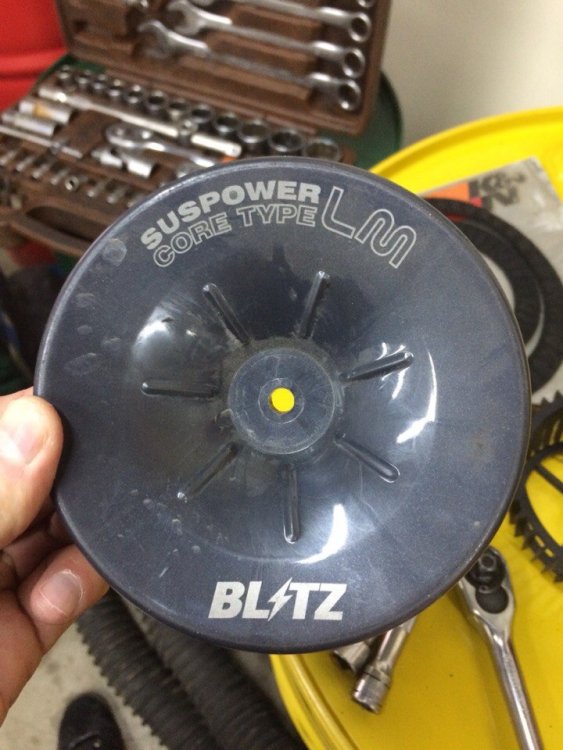 SUSPOWER
CORE TYPE LM
BLITZ
K&N